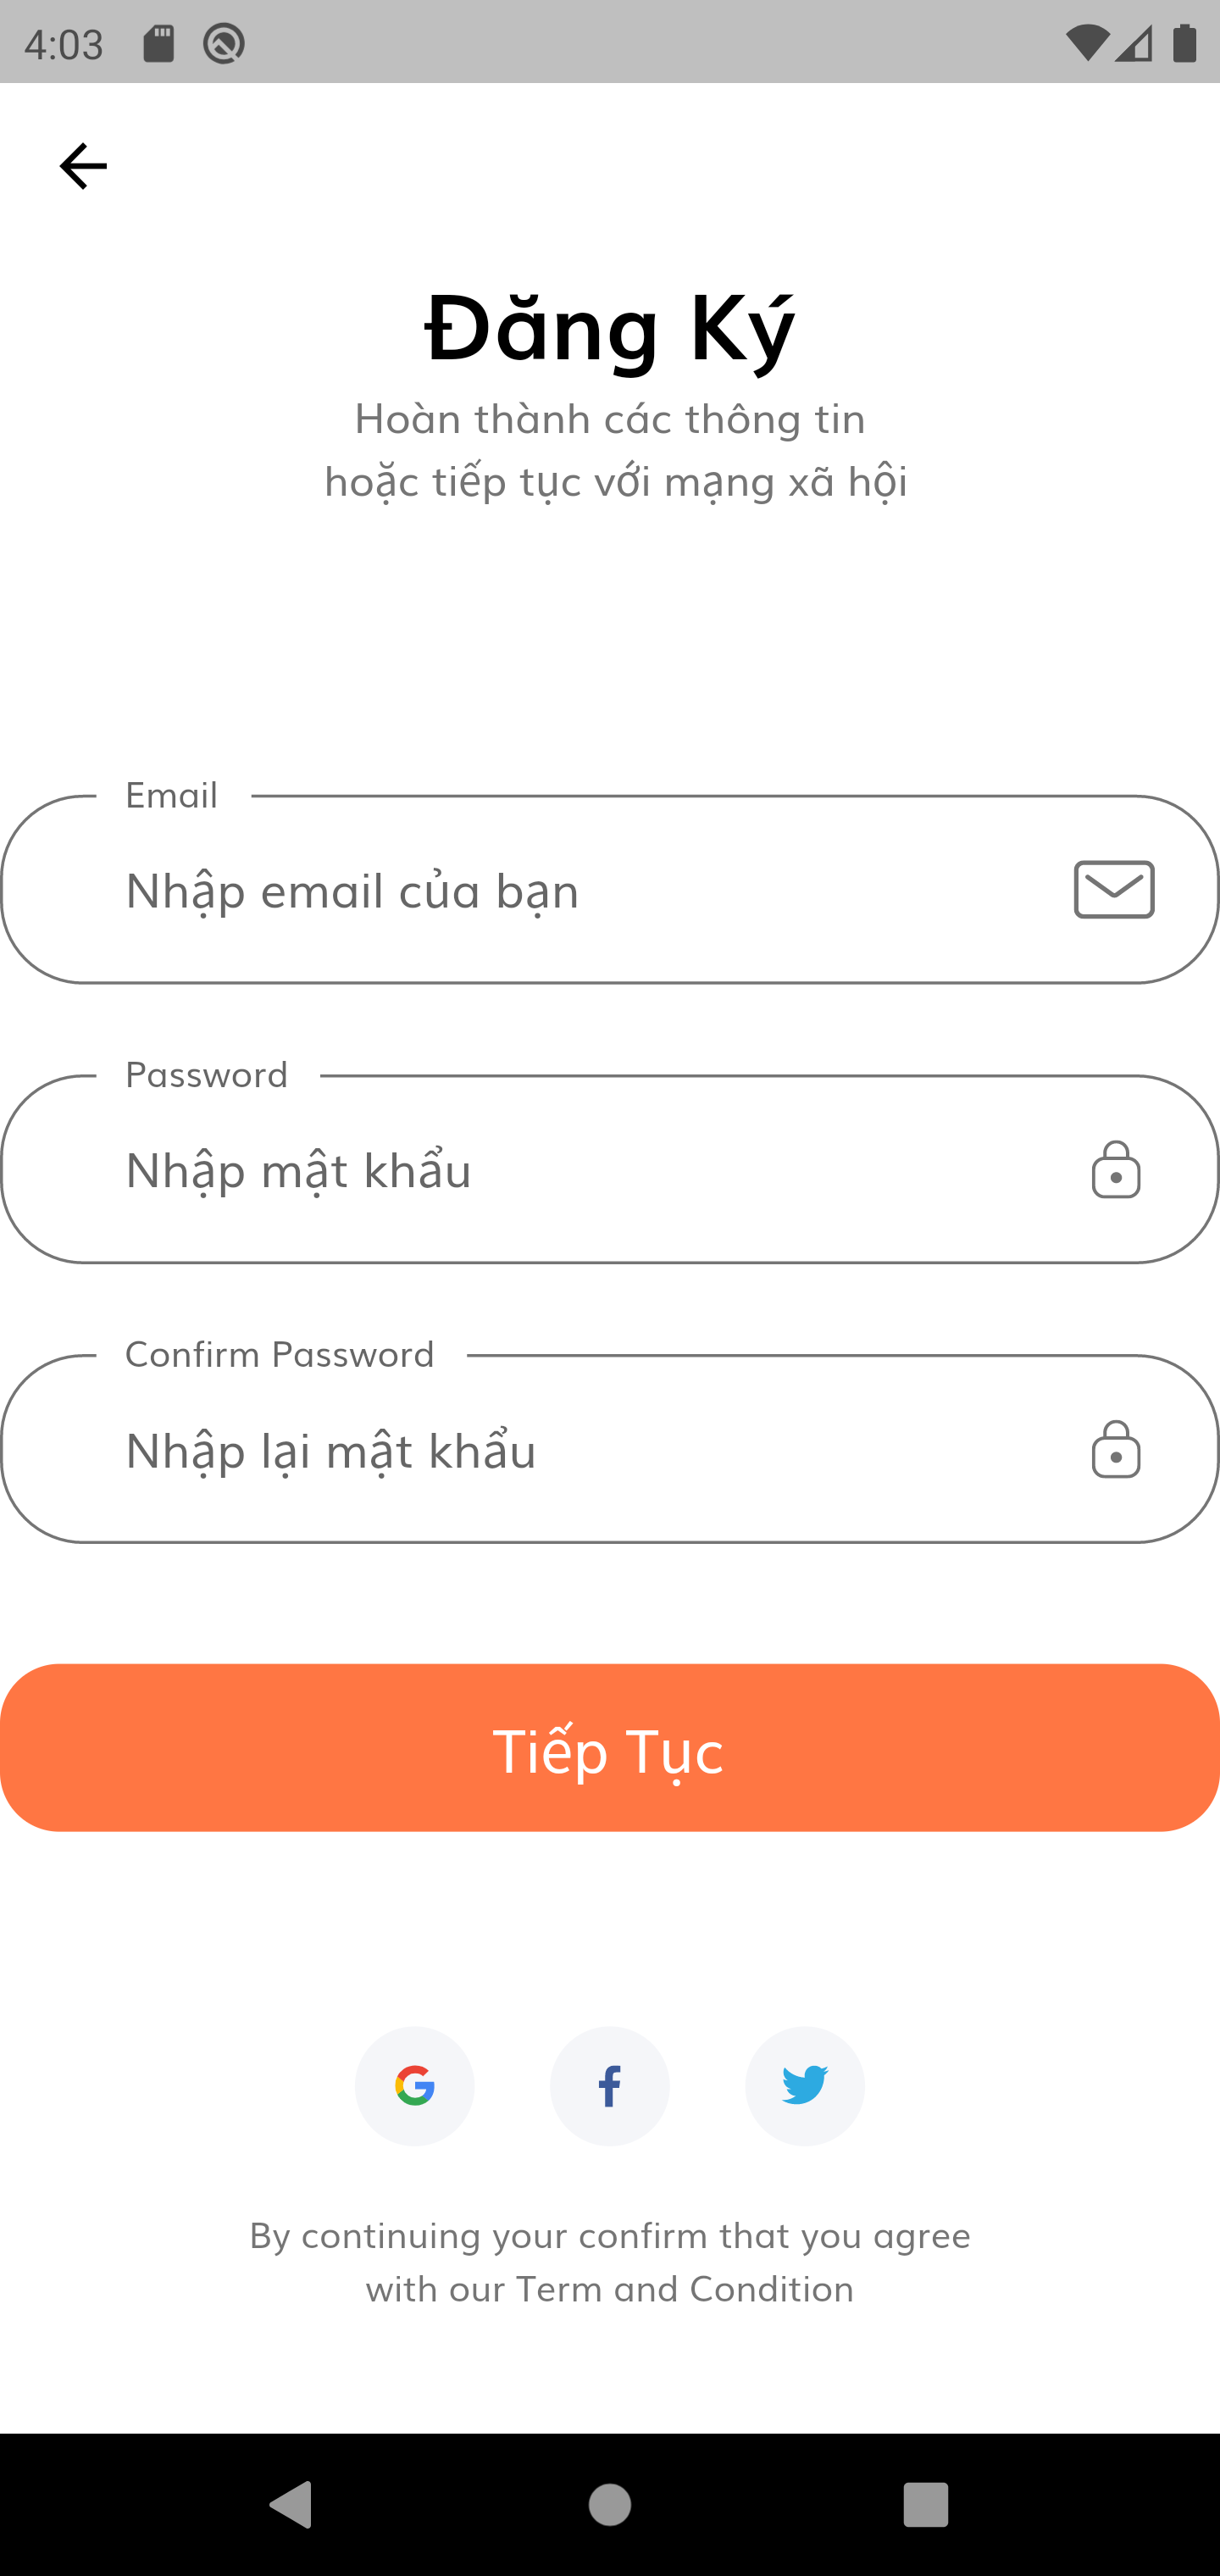 4:03
Đăng Ký
Hoàn thành các thông tin
hoặc tiếp tục với mạng xã hội
Email
Nhập email của bạn
Password
Nhập mật khẩu
Confirm Password
Nhập lại mật khẩu
Tiếp Tục
By continuing your confirm that you agree
with our Term and Condition